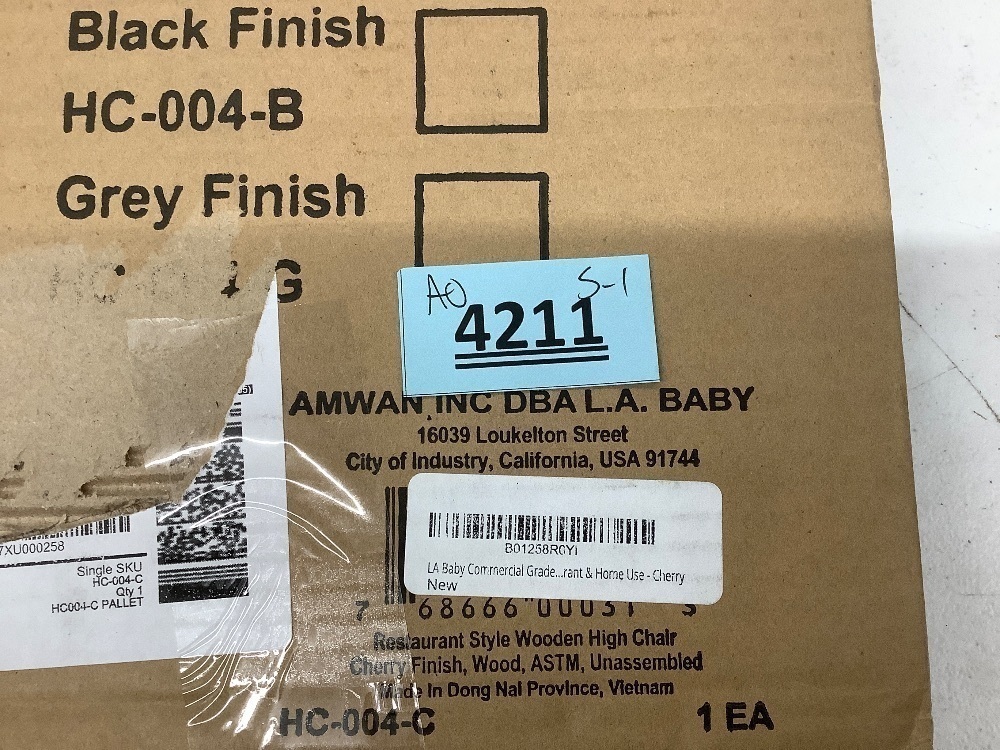 Black Finish
HC-004-B
Grey Finish
G
AO
S-1
4211
AMWAN INC DBA L.A. BABY
16039 Loukelton Street
City of Industry, California, USA 91744
7XU000258
Single SKU
HC-004-C
Qty 1
HC004-C PALLET
B01258R0YI
LA Baby Commercial Grade...rant & Home Use - Cherry
New
7 68666 00031 3
Restaurant Style Wooden High Chair
Cherry Finish, Wood, ASTM, Unassembled
Made In Dong Nai Province, Vietnam
HC-004-C
1 EA